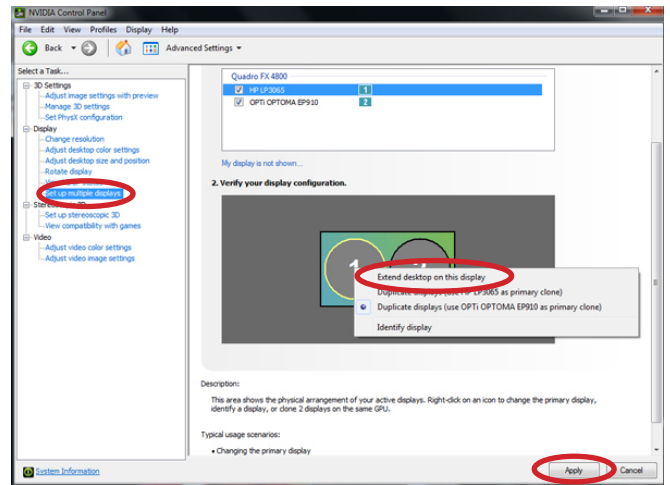 NVIDIA Control Panel
File Edit View Profiles Display Help
Back Advanced Settings
Select a Task...
3D Settings
Adjust image settings with preview
Manage 3D settings
Set PhysX configuration
Display
Change resolution
Adjust desktop color settings
Adjust desktop size and position
Rotate display
Set up multiple displays
Set up stereoscopic 3D
View compatibility with games
Video
Adjust video color settings
Adjust video image settings
System Information
Quadro FX 4800
HP LP3065 1
OPTi OPTOMA EP910 2
My display is not shown...
2. Verify your display configuration.
1
Extend desktop on this display
Duplicate displays (use HP LP3065 as primary clone)
Duplicate displays (use OPTi OPTOMA EP910 as primary clone)
Identify display
Description:
This area shows the physical arrangement of your active displays. Right-click on an icon to change the primary display,
identify a display, or clone 2 displays on the same GPU.
Typical usage scenarios:
• Changing the primary display
Apply Cancel